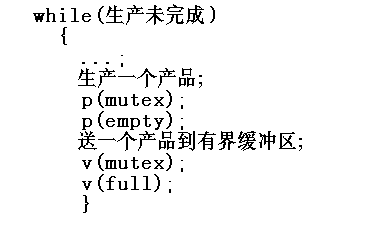 while(生产未完成)
{
...;
生产一个产品;
p(mutex);
p(empty);
送一个产品到有界缓冲区;
v(mutex);
v(full);
}